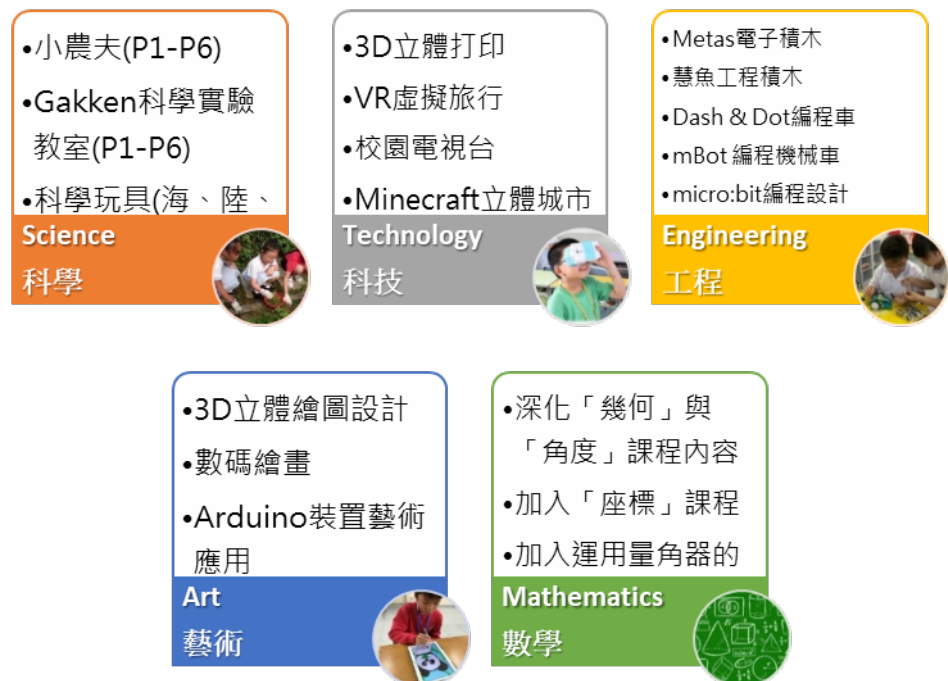 •小農夫(P1-P6)
•Gakken科學實驗
教室(P1-P6)
•科學玩具(海、陸、
Science
科學
•3D立體打印
•VR虛擬旅行
•校園電視台
•Minecraft立體城市
Technology
科技
•Metas電子積木
•慧魚工程積木
•Dash & Dot編程車
•mBot 編程機械車
•micro:bit編程設計
Engineering
工程
•3D立體繪圖設計
•數碼繪畫
•Arduino裝置藝術
應用
Art
藝術
•深化「幾何」與
「角度」課程內容
•加入「座標」課程
•加入運用量角器的
Mathematics
數學